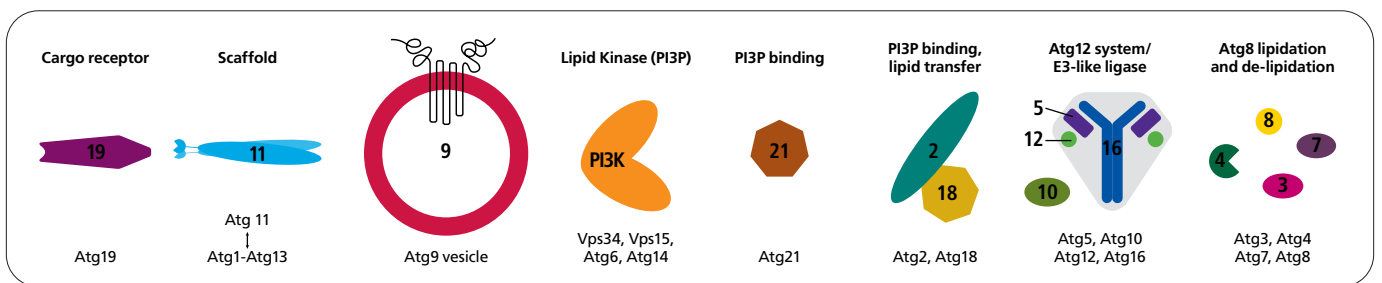 Cargo receptor
19
Atg19
Scaffold
11
Atg 11
Atg1-Atg13
9
Atg9 vesicle
Lipid Kinase (PI3P)
PI3K
Vps34, Vps15,
Atg6, Atg14
PI3P binding
21
Atg21
PI3P binding,
lipid transfer
2
18
Atg2, Atg18
Atg12 system/
E3-like ligase
5
12
16
10
Atg5, Atg10
Atg12, Atg16
Atg8 lipidation
and de-lipidation
8
7
4
3
Atg3, Atg4
Atg7, Atg8